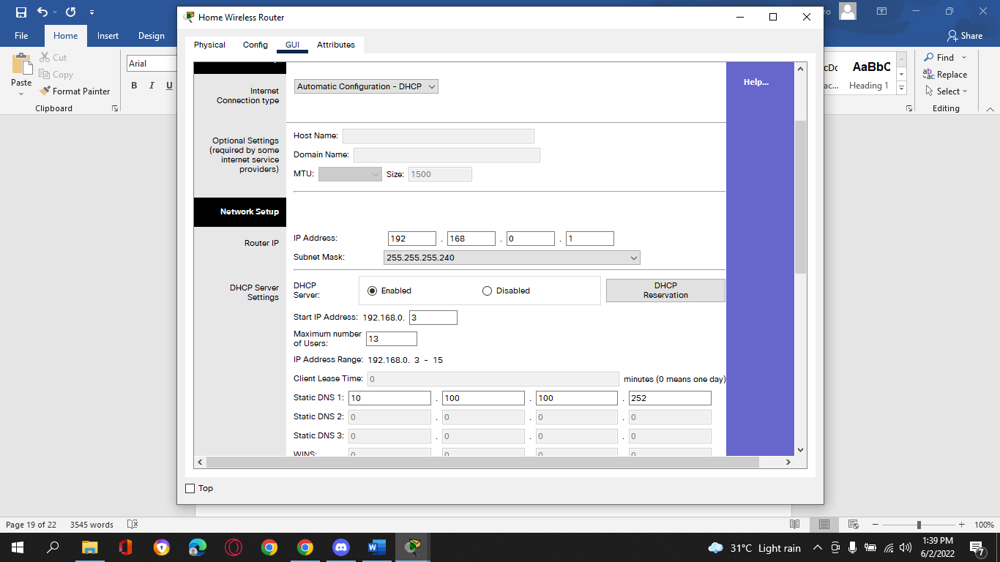 Home Wireless Router
ro
File
Home
Insert
Design
Share
Physical
Config
GUI
Attributes
Paste
Cut
Copy
Format Painter
Clipboard
Arial
B I U
AaBbC
Heading 1
Find
Replace
Select
Editing
Help...
Internet
Connection type
Automatic Configuration - DHCP
Optional Settings
(required by some
internet service
providers)
Host Name:
Domain Name:
MTU:
Size: 1500
Network Setup
Router IP
IP Address: 192 . 168 . 0 . 1
Subnet Mask: 255.255.255.240
DHCP Server
Settings
DHCP
Server:
Enabled
Disabled
DHCP
Reservation
Start IP Address: 192.168.0. 3
Maximum number
of Users:
13
IP Address Range: 192.168.0. 3 - 15
Client Lease Time: 0 minutes (0 means one day)
Static DNS 1: 10 . 100 . 100 . 252
Static DNS 2: 0 . 0 . 0 . 0
Static DNS 3: 0 . 0 . 0 . 0
WINS: 0 . 0 . 0 . 0
Top
Page 19 of 22
3545 words
100%
31°C Light rain
1:39 PM
6/2/2022
7